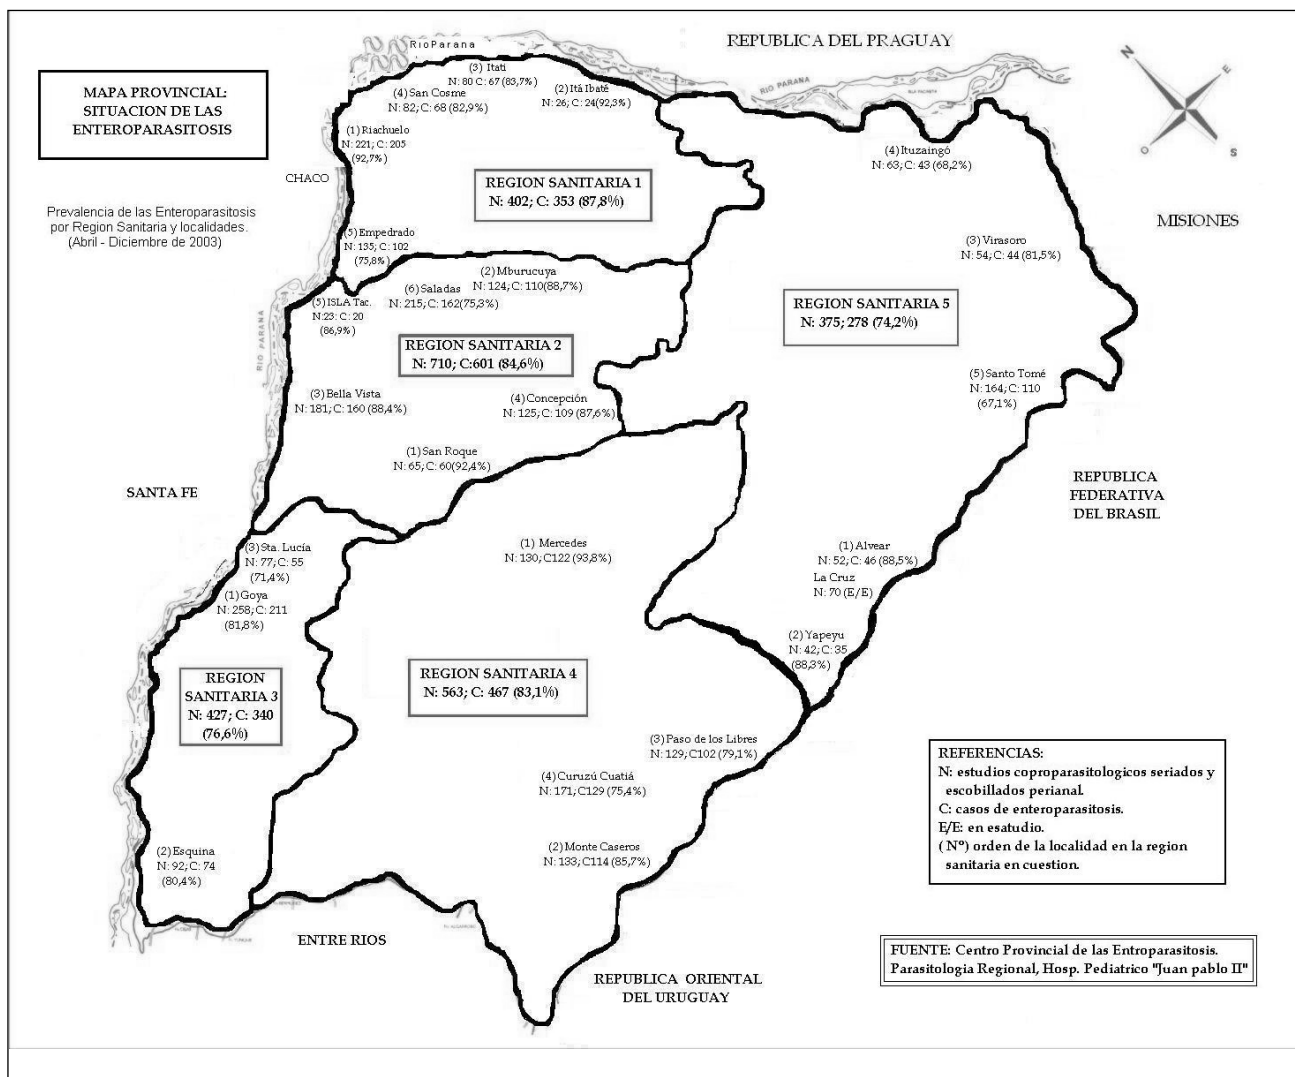 MAPA PROVINCIAL:
SITUACION DE LAS
ENTEROPARASITOSIS
Prevalencia de las Enteroparasitosis
por Region Sanitaria y localidades.
(Abril - Diciembre de 2003)
Rio Parana
REPUBLICA DEL PRAGUAY
RIO PARANA
N
E
O
S
CHACO
MISIONES
(3) Itati
N: 80 C: 67 (83,7%)
(4) San Cosme
N: 82; C: 68 (82,9%)
(2) Itá Ibaté
N: 26; C: 24(92,3%)
(1) Riachuelo
N: 221; C: 205
(92,7%)
REGION SANITARIA 1
N: 402; C: 353 (87,8%)
(5) Empedrado
N: 135; C: 102
(75,8%)
(4) Ituzaingó
N: 63; C: 43 (68,2%)
(3) Virasoro
N: 54; C: 44 (81,5%)
REGION SANITARIA 5
N: 375; 278 (74,2%)
(5) Santo Tomé
N: 164; C: 110
(67,1%)
(2) Mburucuya
N: 124; C: 110(88,7%)
(6) Saladas
N: 215; C: 162(75,3%)
(5) ISLA Tac.
N:23: C: 20
(86,9%)
RIO PARANA
REGION SANITARIA 2
N: 710; C:601 (84,6%)
(3) Bella Vista
N: 181; C: 160 (88,4%)
(4) Concepción
N: 125; C: 109 (87,6%)
(1) San Roque
N: 65; C: 60(92,4%)
SANTA FE
REPUBLICA
FEDERATIVA
DEL BRASIL
(3) Sta. Lucía
N: 77; C: 55
(71,4%)
(1) Goya
N: 258; C: 211
(81,8%)
(1) Mercedes
N: 130; C122 (93,8%)
(1) Alvear
N: 52; C: 46 (88,5%)
La Cruz
N: 70 (E/E)
(2) Yapeyu
N: 42; C: 35
(88,3%)
REGION
SANITARIA 3
N: 427; C: 340
(76,6%)
REGION SANITARIA 4
N: 563; C: 467 (83,1%)
(3) Paso de los Libres
N: 129; C102 (79,1%)
(4) Curuzú Cuatiá
N: 171; C129 (75,4%)
(2) Monte Caseros
N: 133; C114 (85,7%)
(2) Esquina
N: 92; C: 74
(80,4%)
ENTRE RIOS
REPUBLICA ORIENTAL
DEL URUGUAY
REFERENCIAS:
N: estudios coproparasitologicos seriados y
escobillados perianal.
C: casos de enteroparasitosis.
E/E: en esatudio.
( N°) orden de la localidad en la region
sanitaria en cuestion.
FUENTE: Centro Provincial de las Entroparasitosis.
Parasitologia Regional, Hosp. Pediatrico "Juan pablo II"